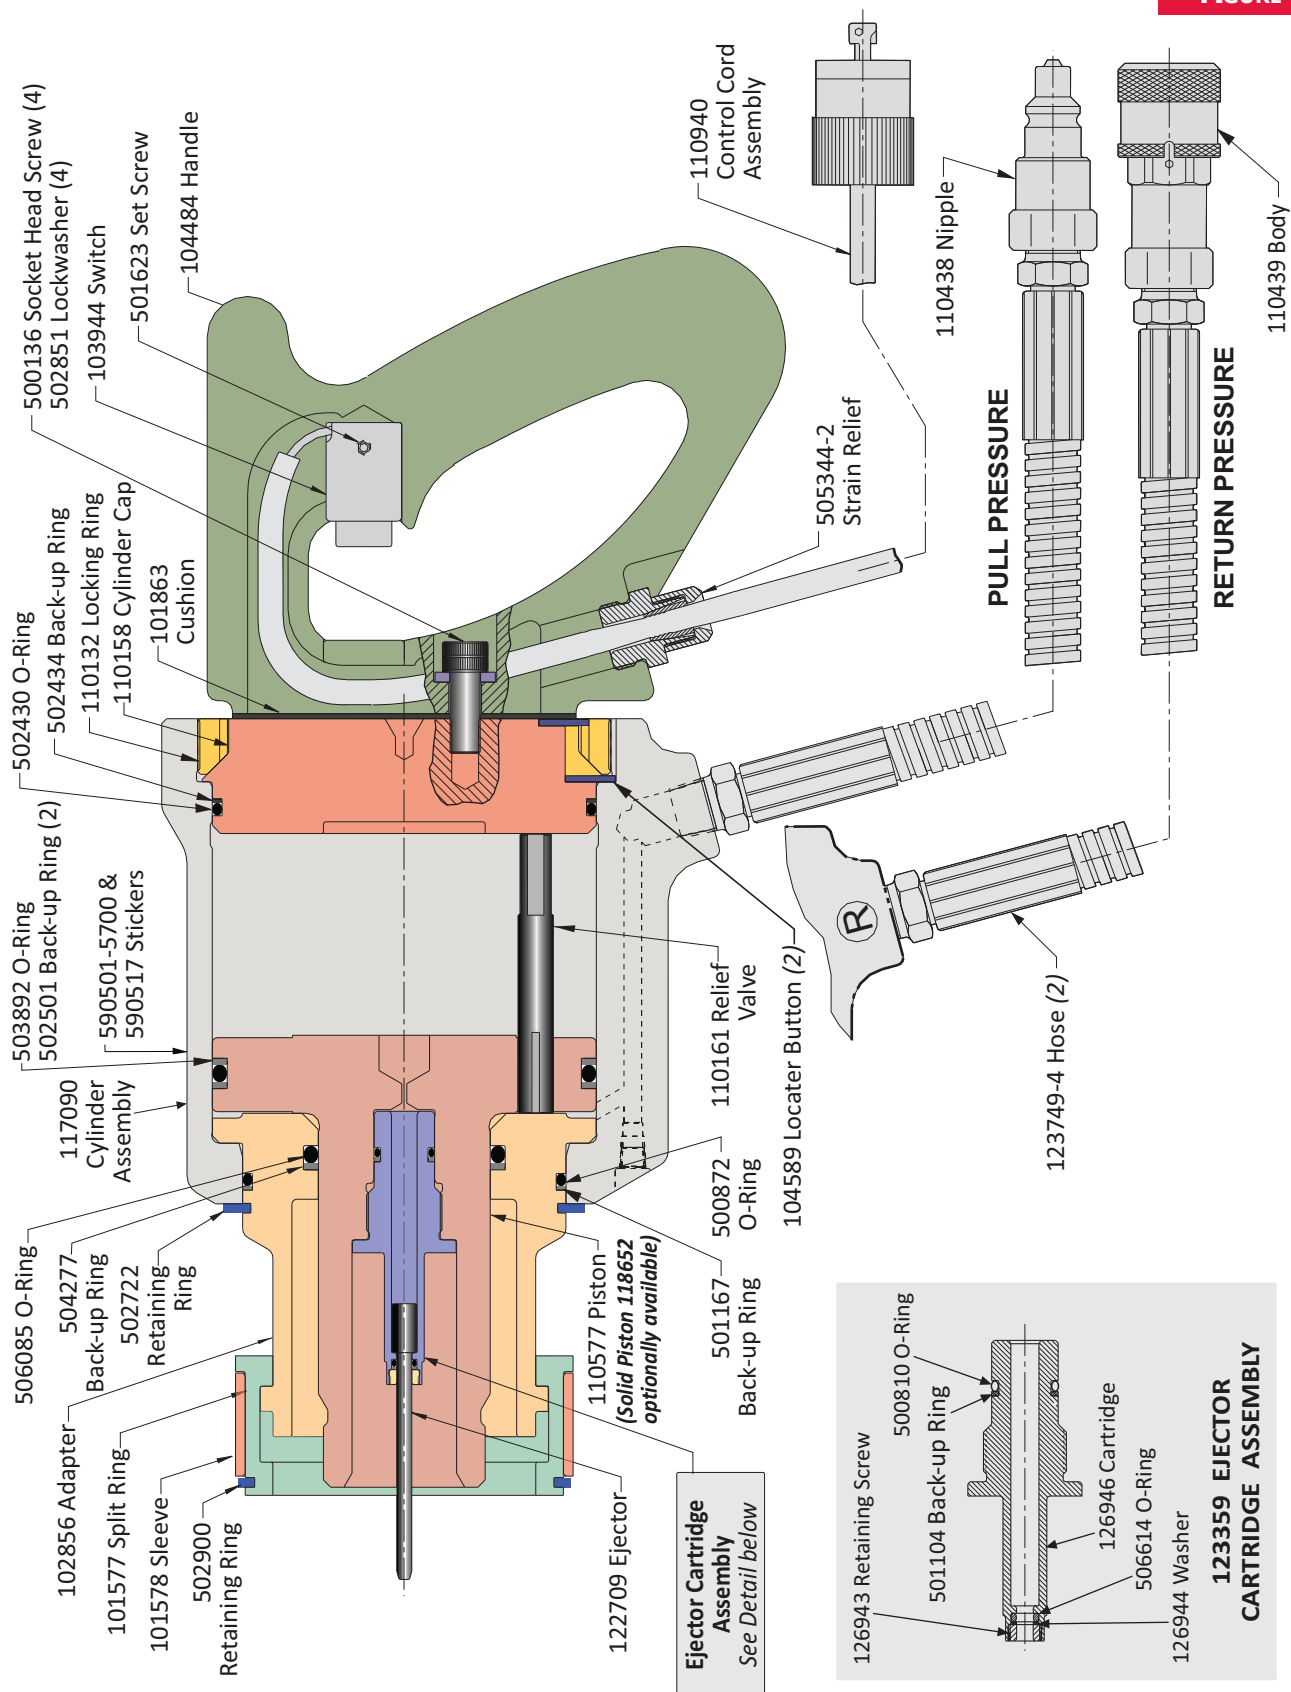 FIGURE
500136 Socket Head Screw (4)
502851 Lockwasher (4)
103944 Switch
501623 Set Screw
104484 Handle
502430 O-Ring
502434 Back-up Ring
110132 Locking Ring
110158 Cylinder Cap
101863
Cushion
503892 O-Ring
502501 Back-up Ring (2)
590501-5700 &
590517 Stickers
117090
Cylinder
Assembly
506085 O-Ring
504277
Back-up Ring
502722
Retaining
Ring
102856 Adapter
101577 Split Ring
101578 Sleeve
502900
Retaining Ring
110940
Control Cord
Assembly
110438 Nipple
110439 Body
505344-2
Strain Relief
PULL PRESSURE
RETURN PRESSURE
R
123749-4 Hose (2)
104589 Locater Button (2)
110161 Relief
Valve
500872
O-Ring
501167
Back-up Ring
110577 Piston
(Solid Piston 118652
optionally available)
122709 Ejector
Ejector Cartridge
Assembly
See Detail below
126943 Retaining Screw
501104 Back-up Ring
500810 O-Ring
126946 Cartridge
506614 O-Ring
126944 Washer
123359 EJECTOR
CARTRIDGE ASSEMBLY